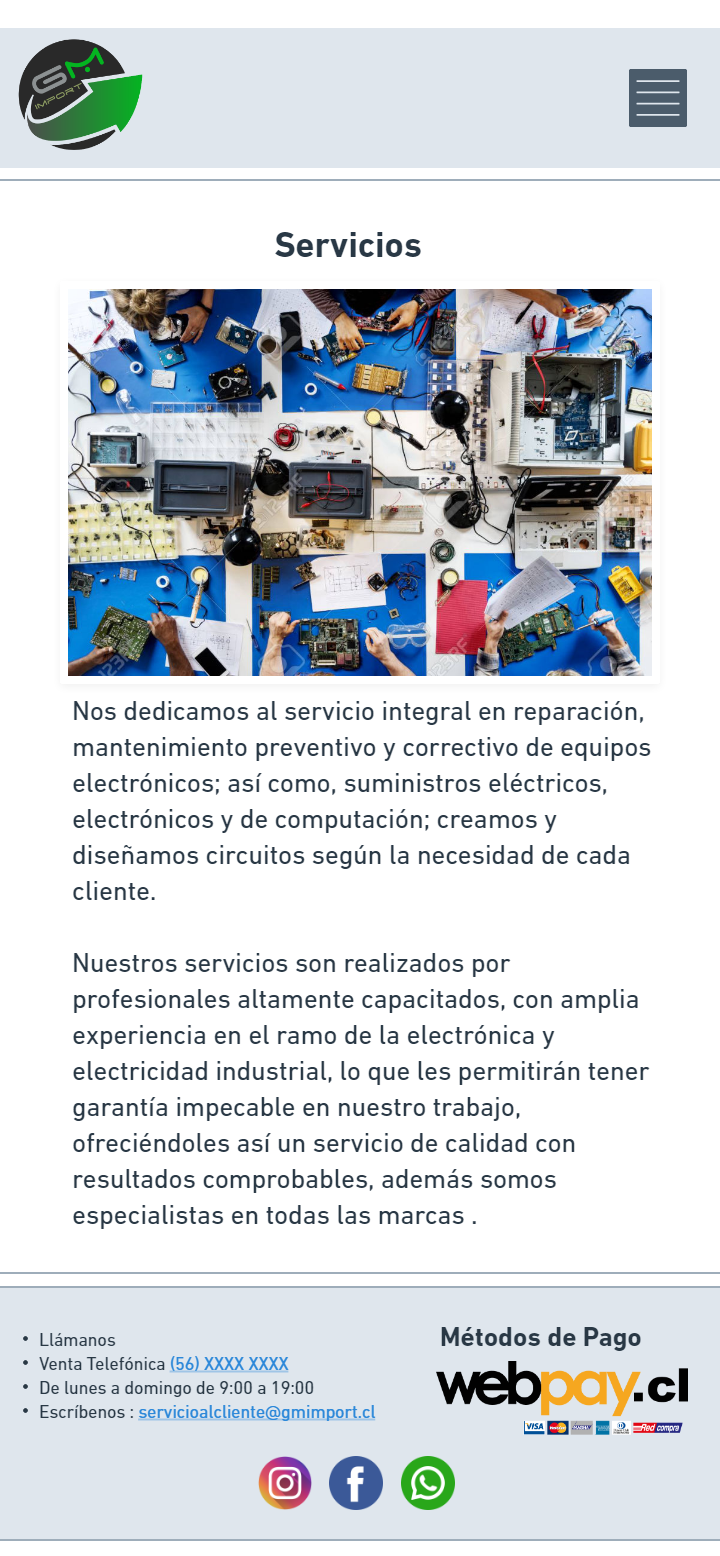 GM
IMPORT
Servicios
Nos dedicamos al servicio integral en reparación,
mantenimiento preventivo y correctivo de equipos
electrónicos; así como, suministros eléctricos,
electrónicos y de computación; creamos y
diseñamos circuitos según la necesidad de cada
cliente.
Nuestros servicios son realizados por
profesionales altamente capacitados, con amplia
experiencia en el ramo de la electrónica y
electricidad industrial, lo que les permitirán tener
garantía impecable en nuestro trabajo,
ofreciéndoles así un servicio de calidad con
resultados comprobables, además somos
especialistas en todas las marcas .
• Llámanos
• Venta Telefónica (56) XXXX XXXX
• De lunes a domingo de 9:00 a 19:00
• Escríbenos : servicioalcliente@gmimport.cl
Métodos de Pago
webpay.cl
VISA Red compra